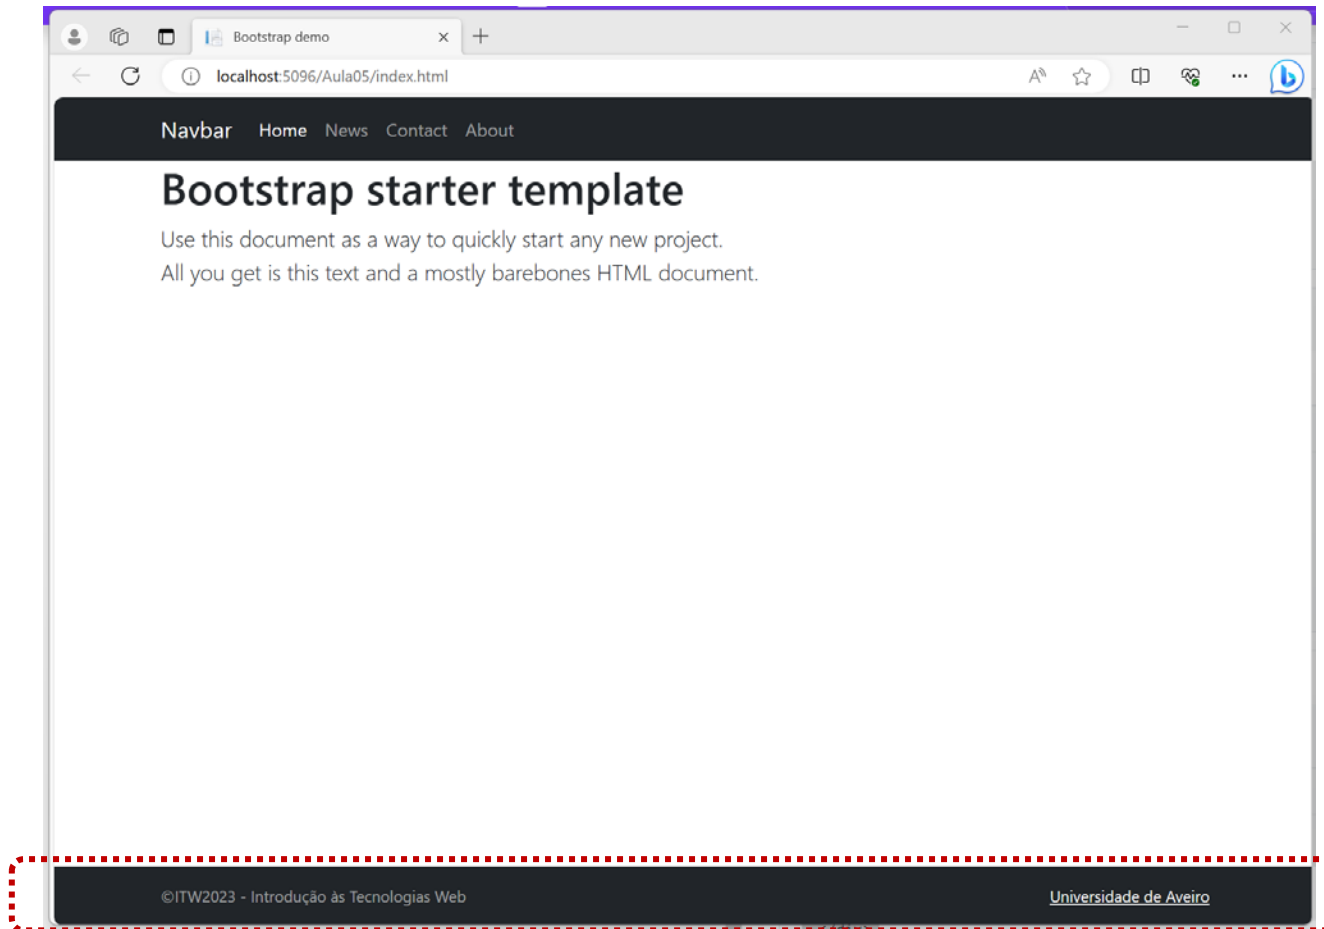 Bootstrap demo
localhost:5096/Aula05/index.html
Navbar Home News Contact About
Bootstrap starter template
Use this document as a way to quickly start any new project.
All you get is this text and a mostly barebones HTML document.
©ITW2023 - Introdução às Tecnologias Web
Universidade de Aveiro